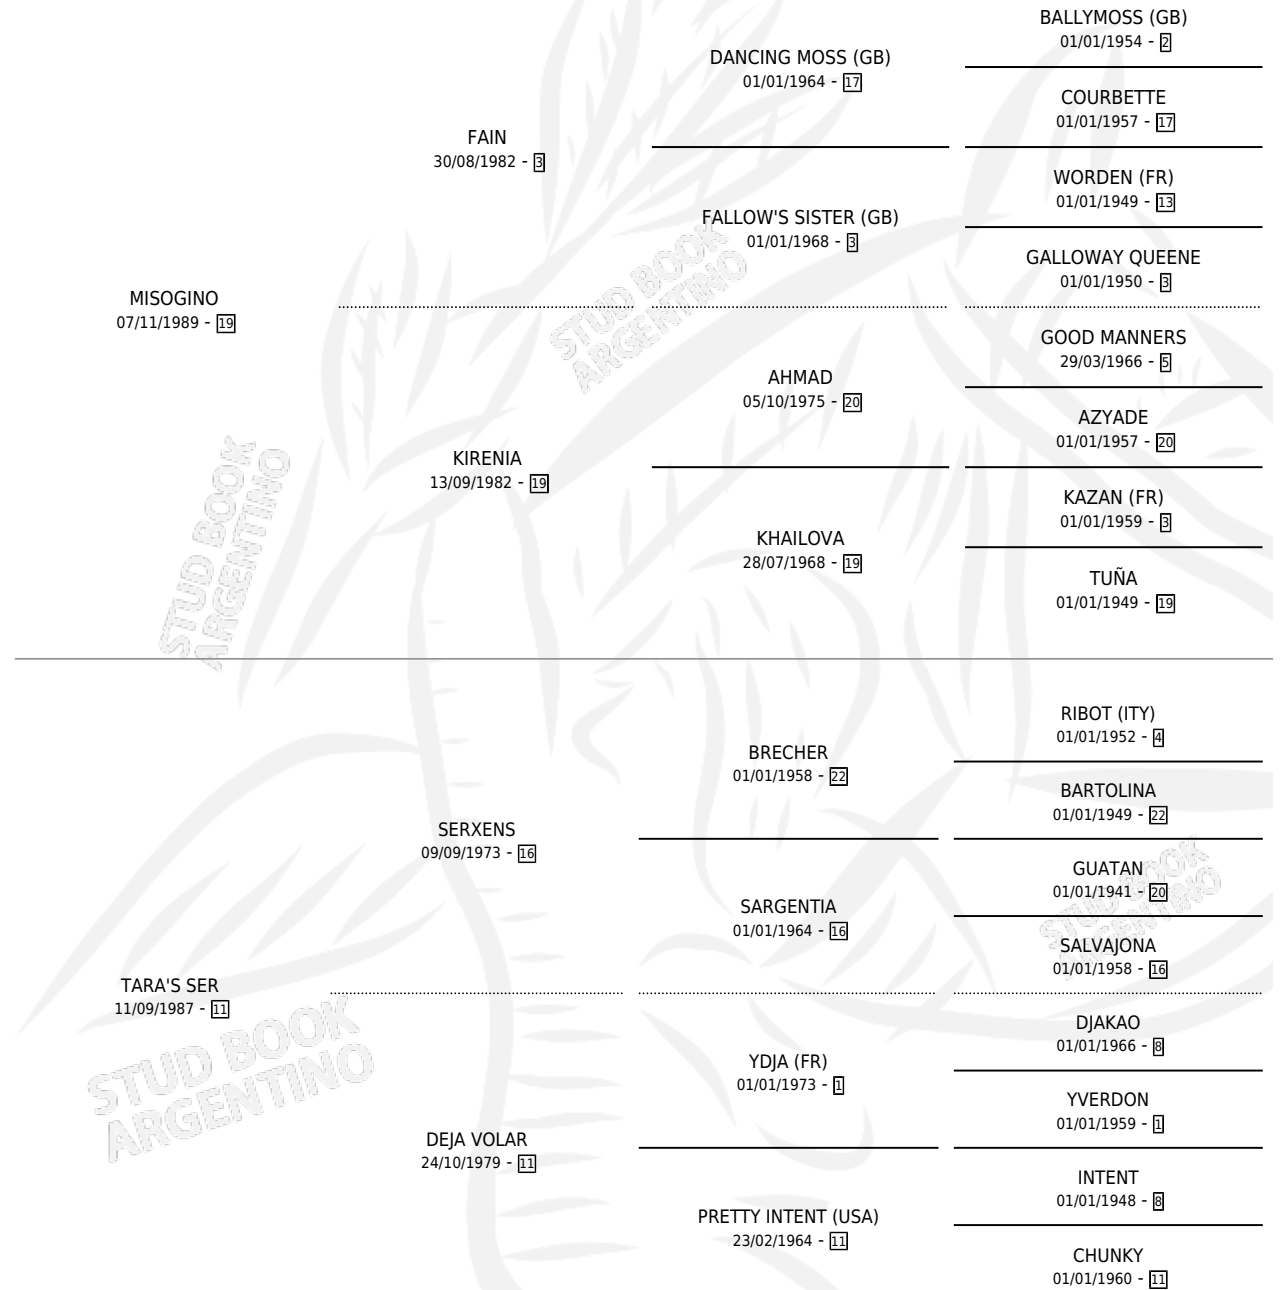 BALLYMOSS (GB)
01/01/1954 - 2
DANCING MOSS (GB)
01/01/1964 - 17
COURBETTE
01/01/1957 - 17
FAIN
30/08/1982 - 3
WORDEN (FR)
01/01/1949 - 13
FALLOW'S SISTER (GB)
01/01/1968 - 3
GALLOWAY QUEENE
01/01/1950 - 3
MISOGINO
07/11/1989 - 19
GOOD MANNERS
29/03/1966 - 5
AHMAD
05/10/1975 - 20
AZYADE
01/01/1957 - 20
KIRENIA
13/09/1982 - 19
KAZAN (FR)
01/01/1959 - 3
KHAILOVA
28/07/1968 - 19
TUÑA
01/01/1949 - 19
RIBOT (ITY)
01/01/1952 - 4
BRECHER
01/01/1958 - 22
BARTOLINA
01/01/1949 - 22
SERXENS
09/09/1973 - 16
GUATAN
01/01/1941 - 20
SARGENTIA
01/01/1964 - 16
SALVAJONA
01/01/1958 - 16
TARA'S SER
11/09/1987 - 11
DJAKAO
01/01/1966 - 8
YDJA (FR)
01/01/1973 - 1
YVERDON
01/01/1959 - 1
DEJA VOLAR
24/10/1979 - 11
INTENT
01/01/1948 - 8
PRETTY INTENT (USA)
23/02/1964 - 11
CHUNKY
01/01/1960 - 11
STUD BOOK
ARGENTINO
STUD BOOK
ARGENTINO
STUD BOOK
ARGENTINO
STUD BOOK
ARGENTINO